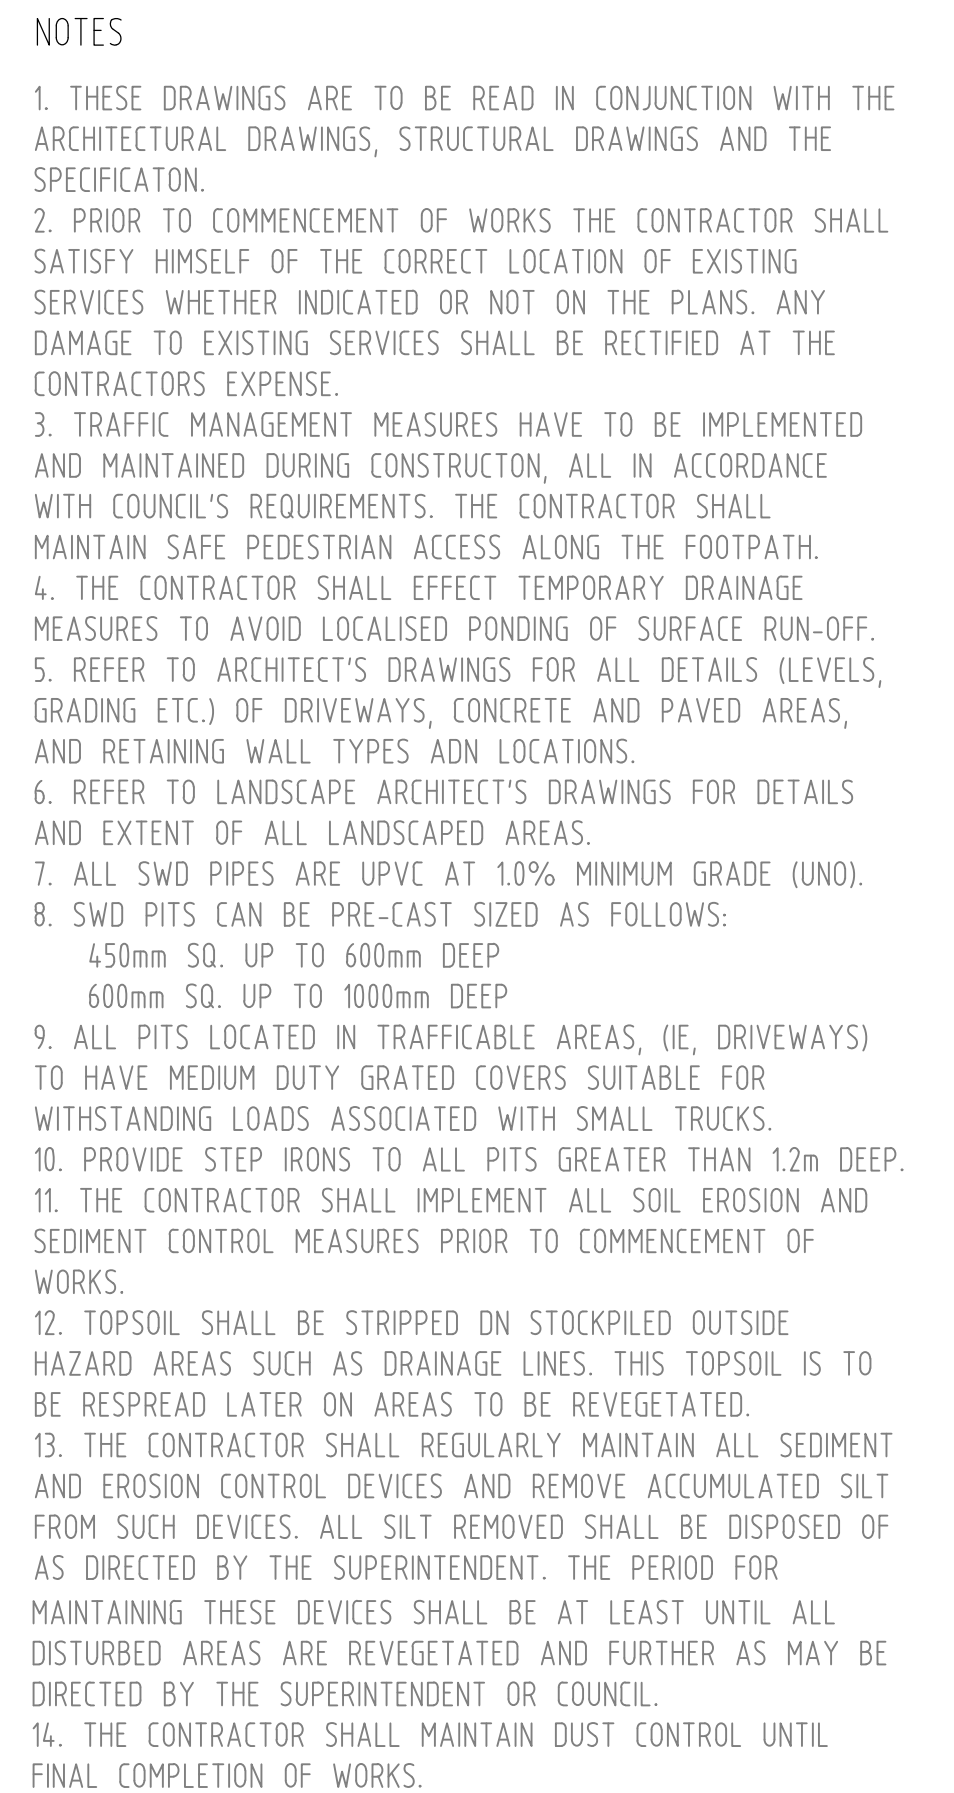 NOTES
1. THESE DRAWINGS ARE TO BE READ IN CONJUNCTION WITH THE
ARCHITECTURAL DRAWINGS, STRUCTURAL DRAWINGS AND THE
SPECIFICATON.
2. PRIOR TO COMMENCEMENT OF WORKS THE CONTRACTOR SHALL
SATISFY HIMSELF OF THE CORRECT LOCATION OF EXISTING
SERVICES WHETHER INDICATED OR NOT ON THE PLANS. ANY
DAMAGE TO EXISTING SERVICES SHALL BE RECTIFIED AT THE
CONTRACTORS EXPENSE.
3. TRAFFIC MANAGEMENT MEASURES HAVE TO BE IMPLEMENTED
AND MAINTAINED DURING CONSTRUCTON, ALL IN ACCORDANCE
WITH COUNCIL'S REQUIREMENTS. THE CONTRACTOR SHALL
MAINTAIN SAFE PEDESTRIAN ACCESS ALONG THE FOOTPATH.
4. THE CONTRACTOR SHALL EFFECT TEMPORARY DRAINAGE
MEASURES TO AVOID LOCALISED PONDING OF SURFACE RUN-OFF.
5. REFER TO ARCHITECT'S DRAWINGS FOR ALL DETAILS (LEVELS,
GRADING ETC.) OF DRIVEWAYS, CONCRETE AND PAVED AREAS,
AND RETAINING WALL TYPES ADN LOCATIONS.
6. REFER TO LANDSCAPE ARCHITECT'S DRAWINGS FOR DETAILS
AND EXTENT OF ALL LANDSCAPED AREAS.
7. ALL SWD PIPES ARE UPVC AT 1.0% MINIMUM GRADE (UNO).
8. SWD PITS CAN BE PRE-CAST SIZED AS FOLLOWS:
450mm SQ. UP TO 600mm DEEP
600mm SQ. UP TO 1000mm DEEP
9. ALL PITS LOCATED IN TRAFFICABLE AREAS, (IE, DRIVEWAYS)
TO HAVE MEDIUM DUTY GRATED COVERS SUITABLE FOR
WITHSTANDING LOADS ASSOCIATED WITH SMALL TRUCKS.
10. PROVIDE STEP IRONS TO ALL PITS GREATER THAN 1.2m DEEP.
11. THE CONTRACTOR SHALL IMPLEMENT ALL SOIL EROSION AND
SEDIMENT CONTROL MEASURES PRIOR TO COMMENCEMENT OF
WORKS.
12. TOPSOIL SHALL BE STRIPPED DN STOCKPILED OUTSIDE
HAZARD AREAS SUCH AS DRAINAGE LINES. THIS TOPSOIL IS TO
BE RESPREAD LATER ON AREAS TO BE REVEGETATED.
13. THE CONTRACTOR SHALL REGULARLY MAINTAIN ALL SEDIMENT
AND EROSION CONTROL DEVICES AND REMOVE ACCUMULATED SILT
FROM SUCH DEVICES. ALL SILT REMOVED SHALL BE DISPOSED OF
AS DIRECTED BY THE SUPERINTENDENT. THE PERIOD FOR
MAINTAINING THESE DEVICES SHALL BE AT LEAST UNTIL ALL
DISTURBED AREAS ARE REVEGETATED AND FURTHER AS MAY BE
DIRECTED BY THE SUPERINTENDENT OR COUNCIL.
14. THE CONTRACTOR SHALL MAINTAIN DUST CONTROL UNTIL
FINAL COMPLETION OF WORKS.